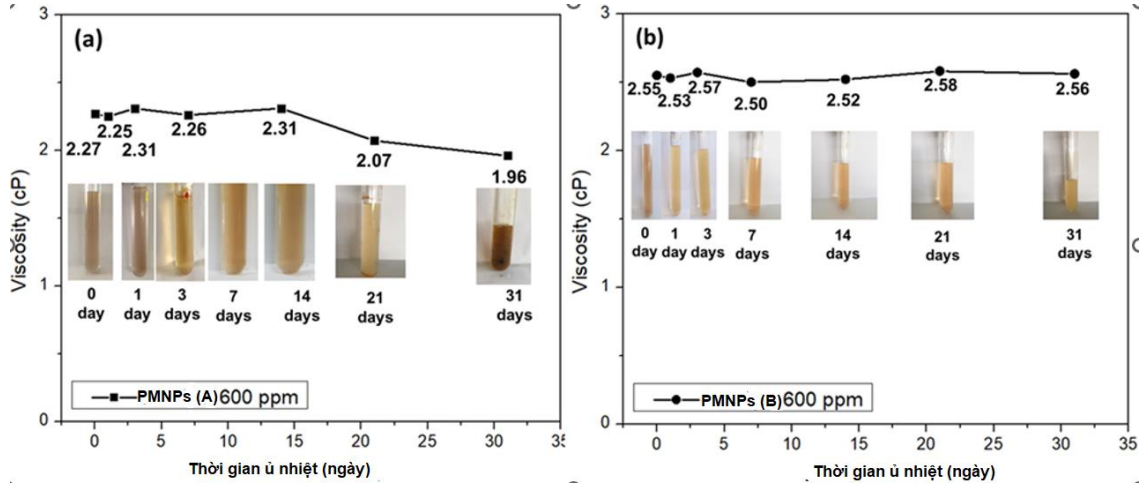 (a)
3
2
1
0
Viscosity (cP)
2.27
2.25
2.31
2.26
2.31
2.07
1.96
0 day
1 day
3 days
7 days
14 days
21 days
31 days
PMNPs (A) 600 ppm
0 5 10 15 20 25 30 35
Thời gian ủ nhiệt (ngày)
(b)
3
2
1
0
Viscosity (cP)
2.55
2.53
2.57
2.50
2.52
2.58
2.56
0 day
1 day
3 days
7 days
14 days
21 days
31 days
PMNPs (B) 600 ppm
0 5 10 15 20 25 30 35
Thời gian ủ nhiệt (ngày)